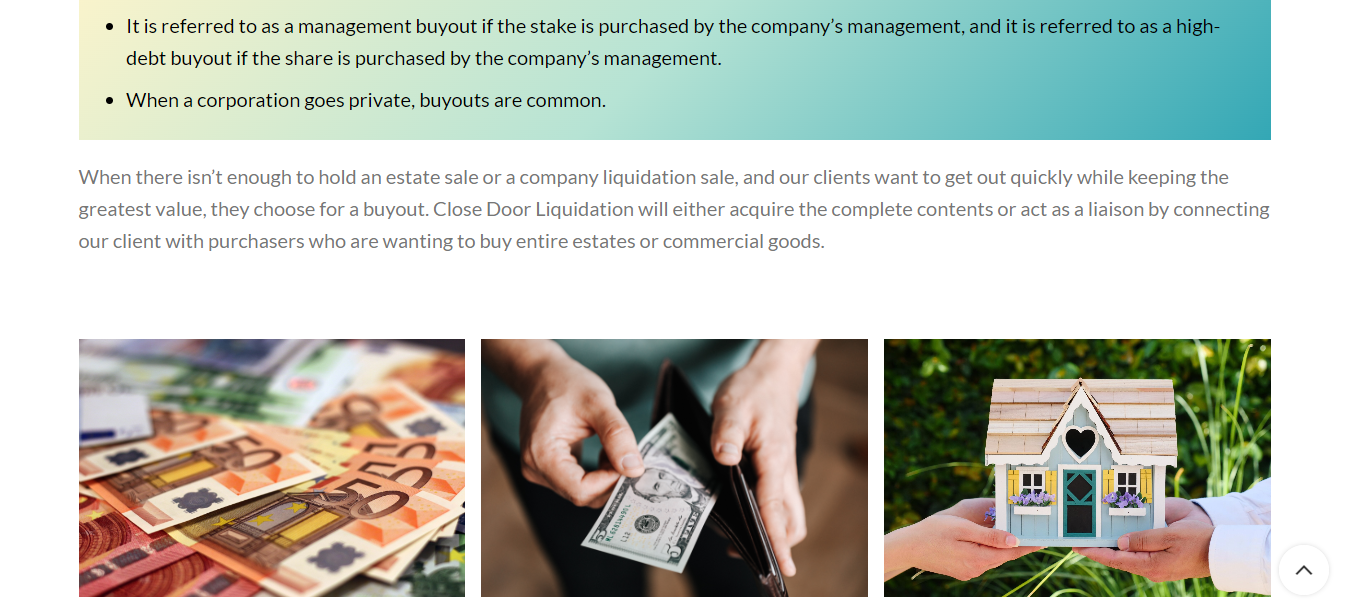 It is referred to as a management buyout if the stake is purchased by the company’s management, and it is referred to as a high-
debt buyout if the share is purchased by the company’s management.
When a corporation goes private, buyouts are common.
When there isn’t enough to hold an estate sale or a company liquidation sale, and our clients want to get out quickly while keeping the
greatest value, they choose for a buyout. Close Door Liquidation will either acquire the complete contents or act as a liaison by connecting
our client with purchasers who are wanting to buy entire estates or commercial goods.
50
50
50
5
L12